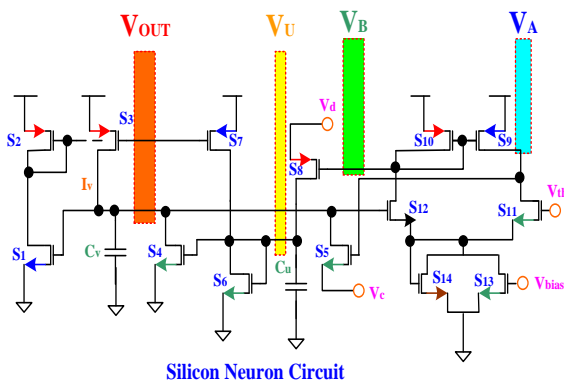 VOUT
VU
VB
VA
S2
S3
S7
Vd
S8
S10
S9
Iv
S12
S11
S1
Cv
S4
S6
Cu
S5
Vc
S14
S13
Vbias
Silicon Neuron Circuit